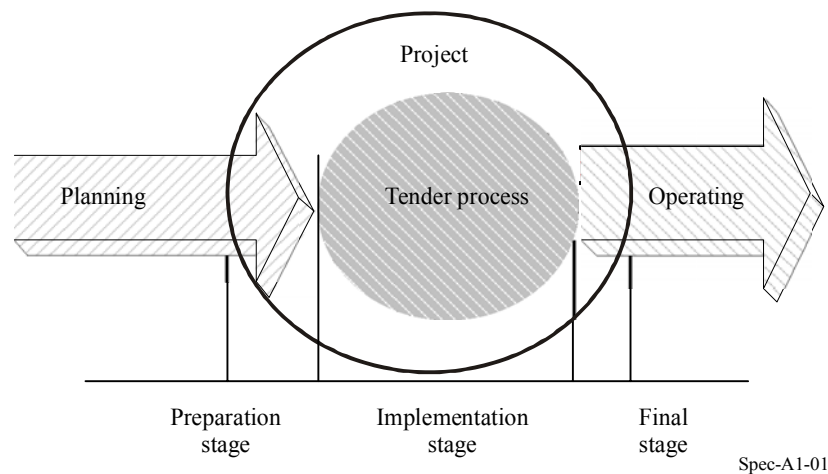 Project
Planning
Tender process
Operating
Preparation
stage
Implementation
stage
Final
stage
Spec-A1-01